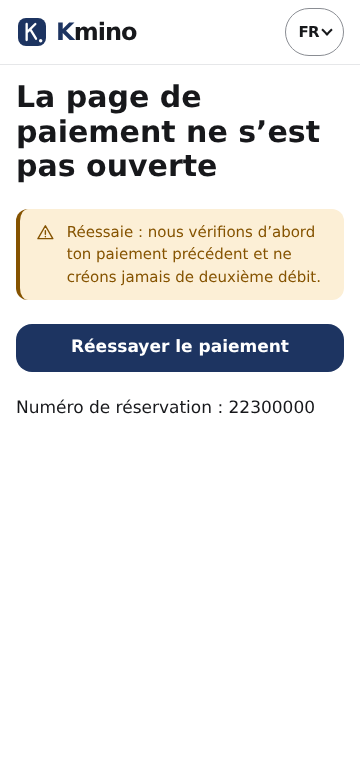 K. Kmino
FR
La page de
paiement ne s’est
pas ouverte
Réessaie : nous vérifions d’abord
ton paiement précédent et ne
créons jamais de deuxième débit.
Réessayer le paiement
Numéro de réservation : 22300000